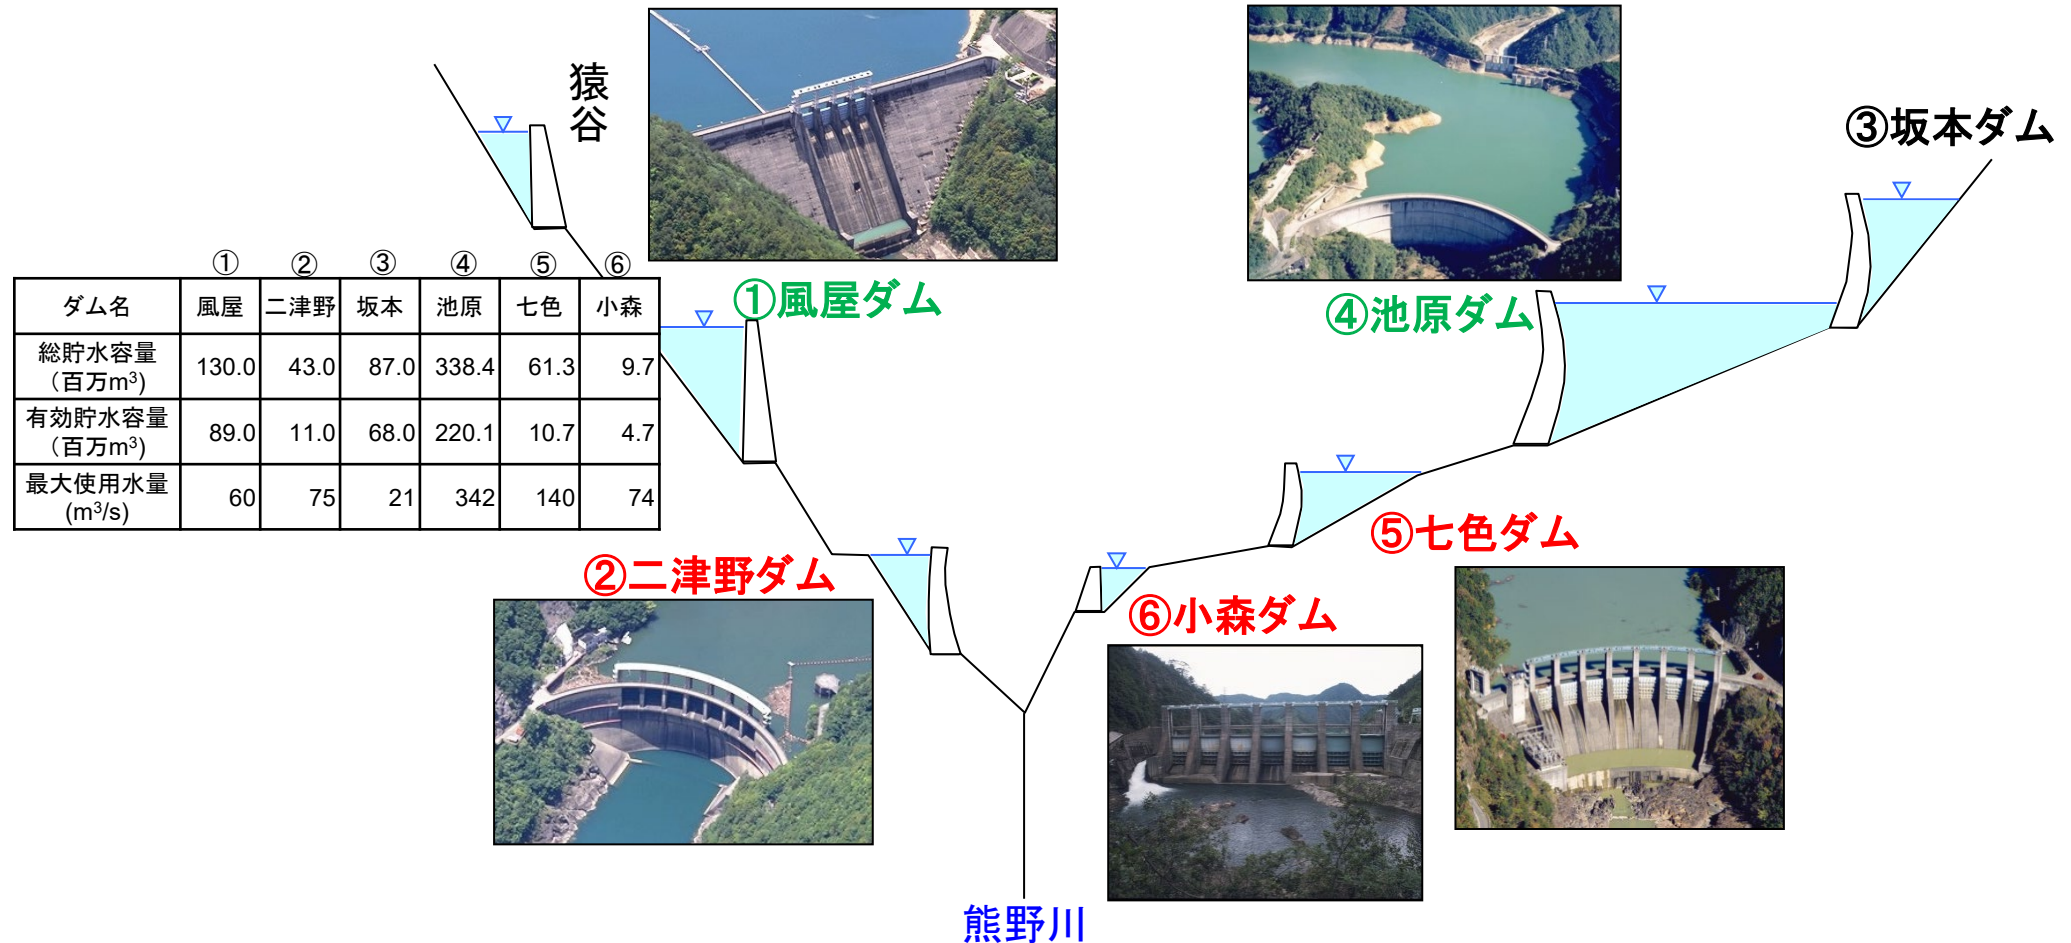 猿谷
③坂本ダム
① ② ③ ④ ⑤ ⑥
ダム名 風屋 二津野 坂本 池原 七色 小森
総貯水容量
（百万m³) 130.0 43.0 87.0 338.4 61.3 9.7
有効貯水容量
（百万m³) 89.0 11.0 68.0 220.1 10.7 4.7
最大使用水量
(m³/s) 60 75 21 342 140 74
①風屋ダム
④池原ダム
②二津野ダム
⑤七色ダム
⑥小森ダム
熊野川